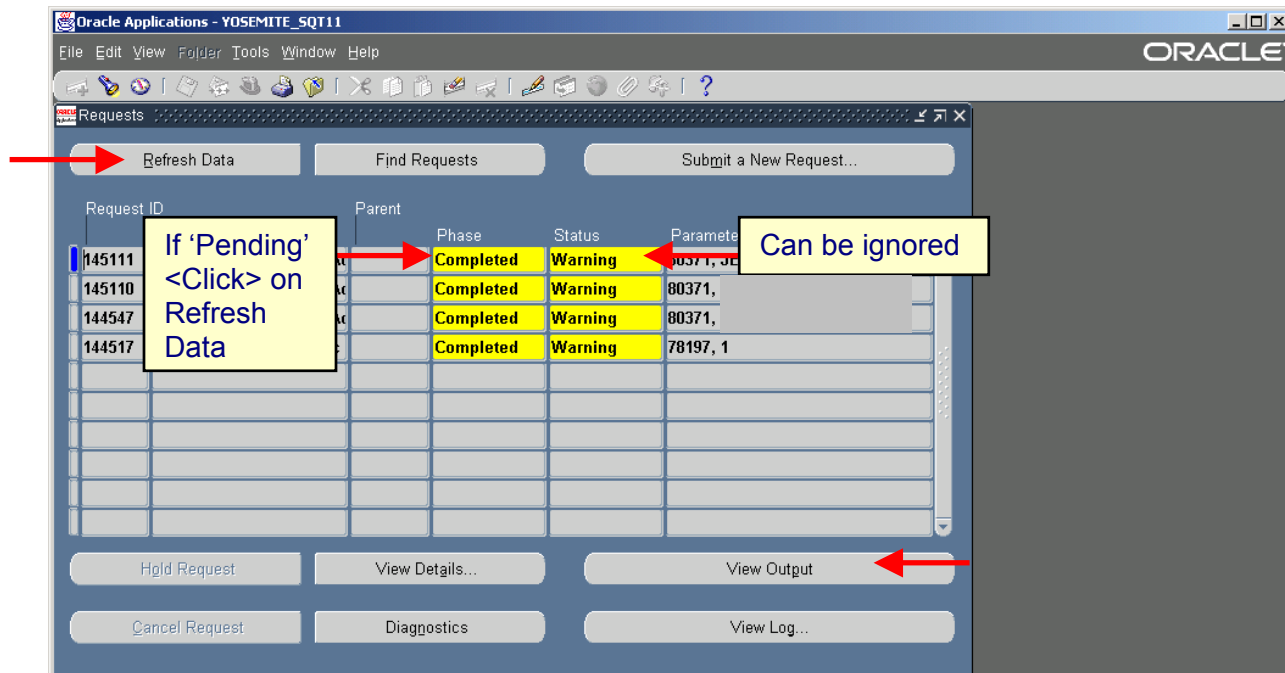 Oracle Applications - YOSEMITE_SQT11
File Edit View Folder Tools Window Help
ORACLE
Requests
Refresh Data Find Requests Submit a New Request...
Request ID Parent
Phase Status
If 'Pending'
<Click> on
Refresh
Data
Can be ignored
145111 Completed Warning
145110 Completed Warning 80371,
144547 Completed Warning 80371,
144517 Completed Warning 78197, 1
Hold Request View Details... View Output
Cancel Request Diagnostics View Log...